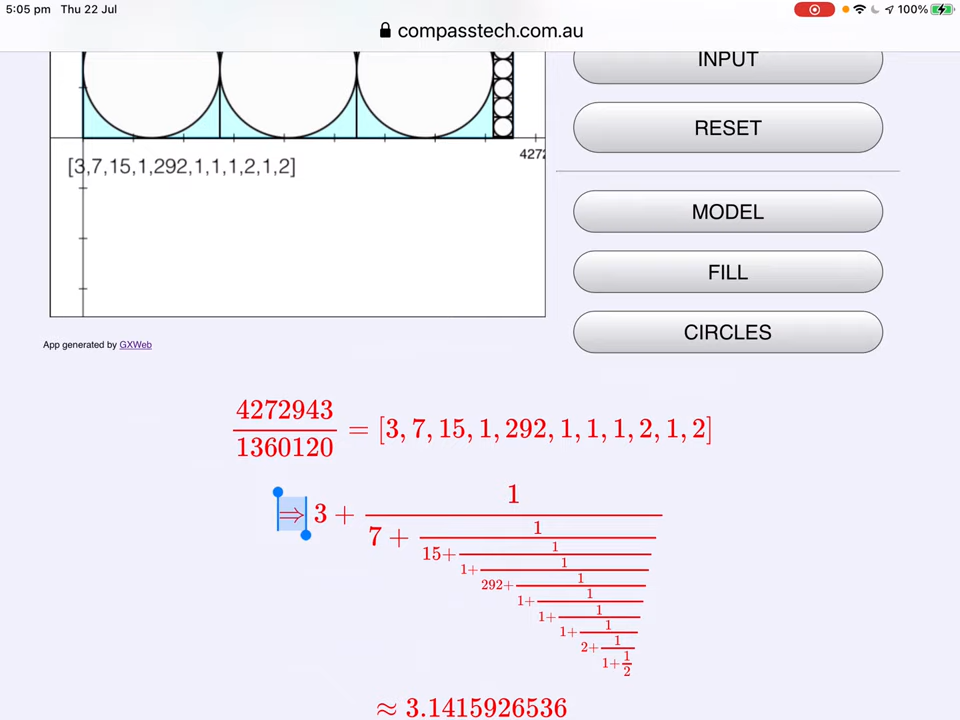 5:05 pm Thu 22 Jul
100%
compasstech.com.au
INPUT
RESET
[3,7,15,1,292,1,1,1,2,1,2]
MODEL
FILL
CIRCLES
App generated by GXWeb
4272943
1360120
= [3, 7, 15, 1, 292, 1, 1, 1, 2, 1, 2]
⇒ 3 +
1
7 +
1
15+
1
1+
1
292+
1
1+
1
1+
1
1+
1
2+
1
1+
1
2
≈ 3.1415926536